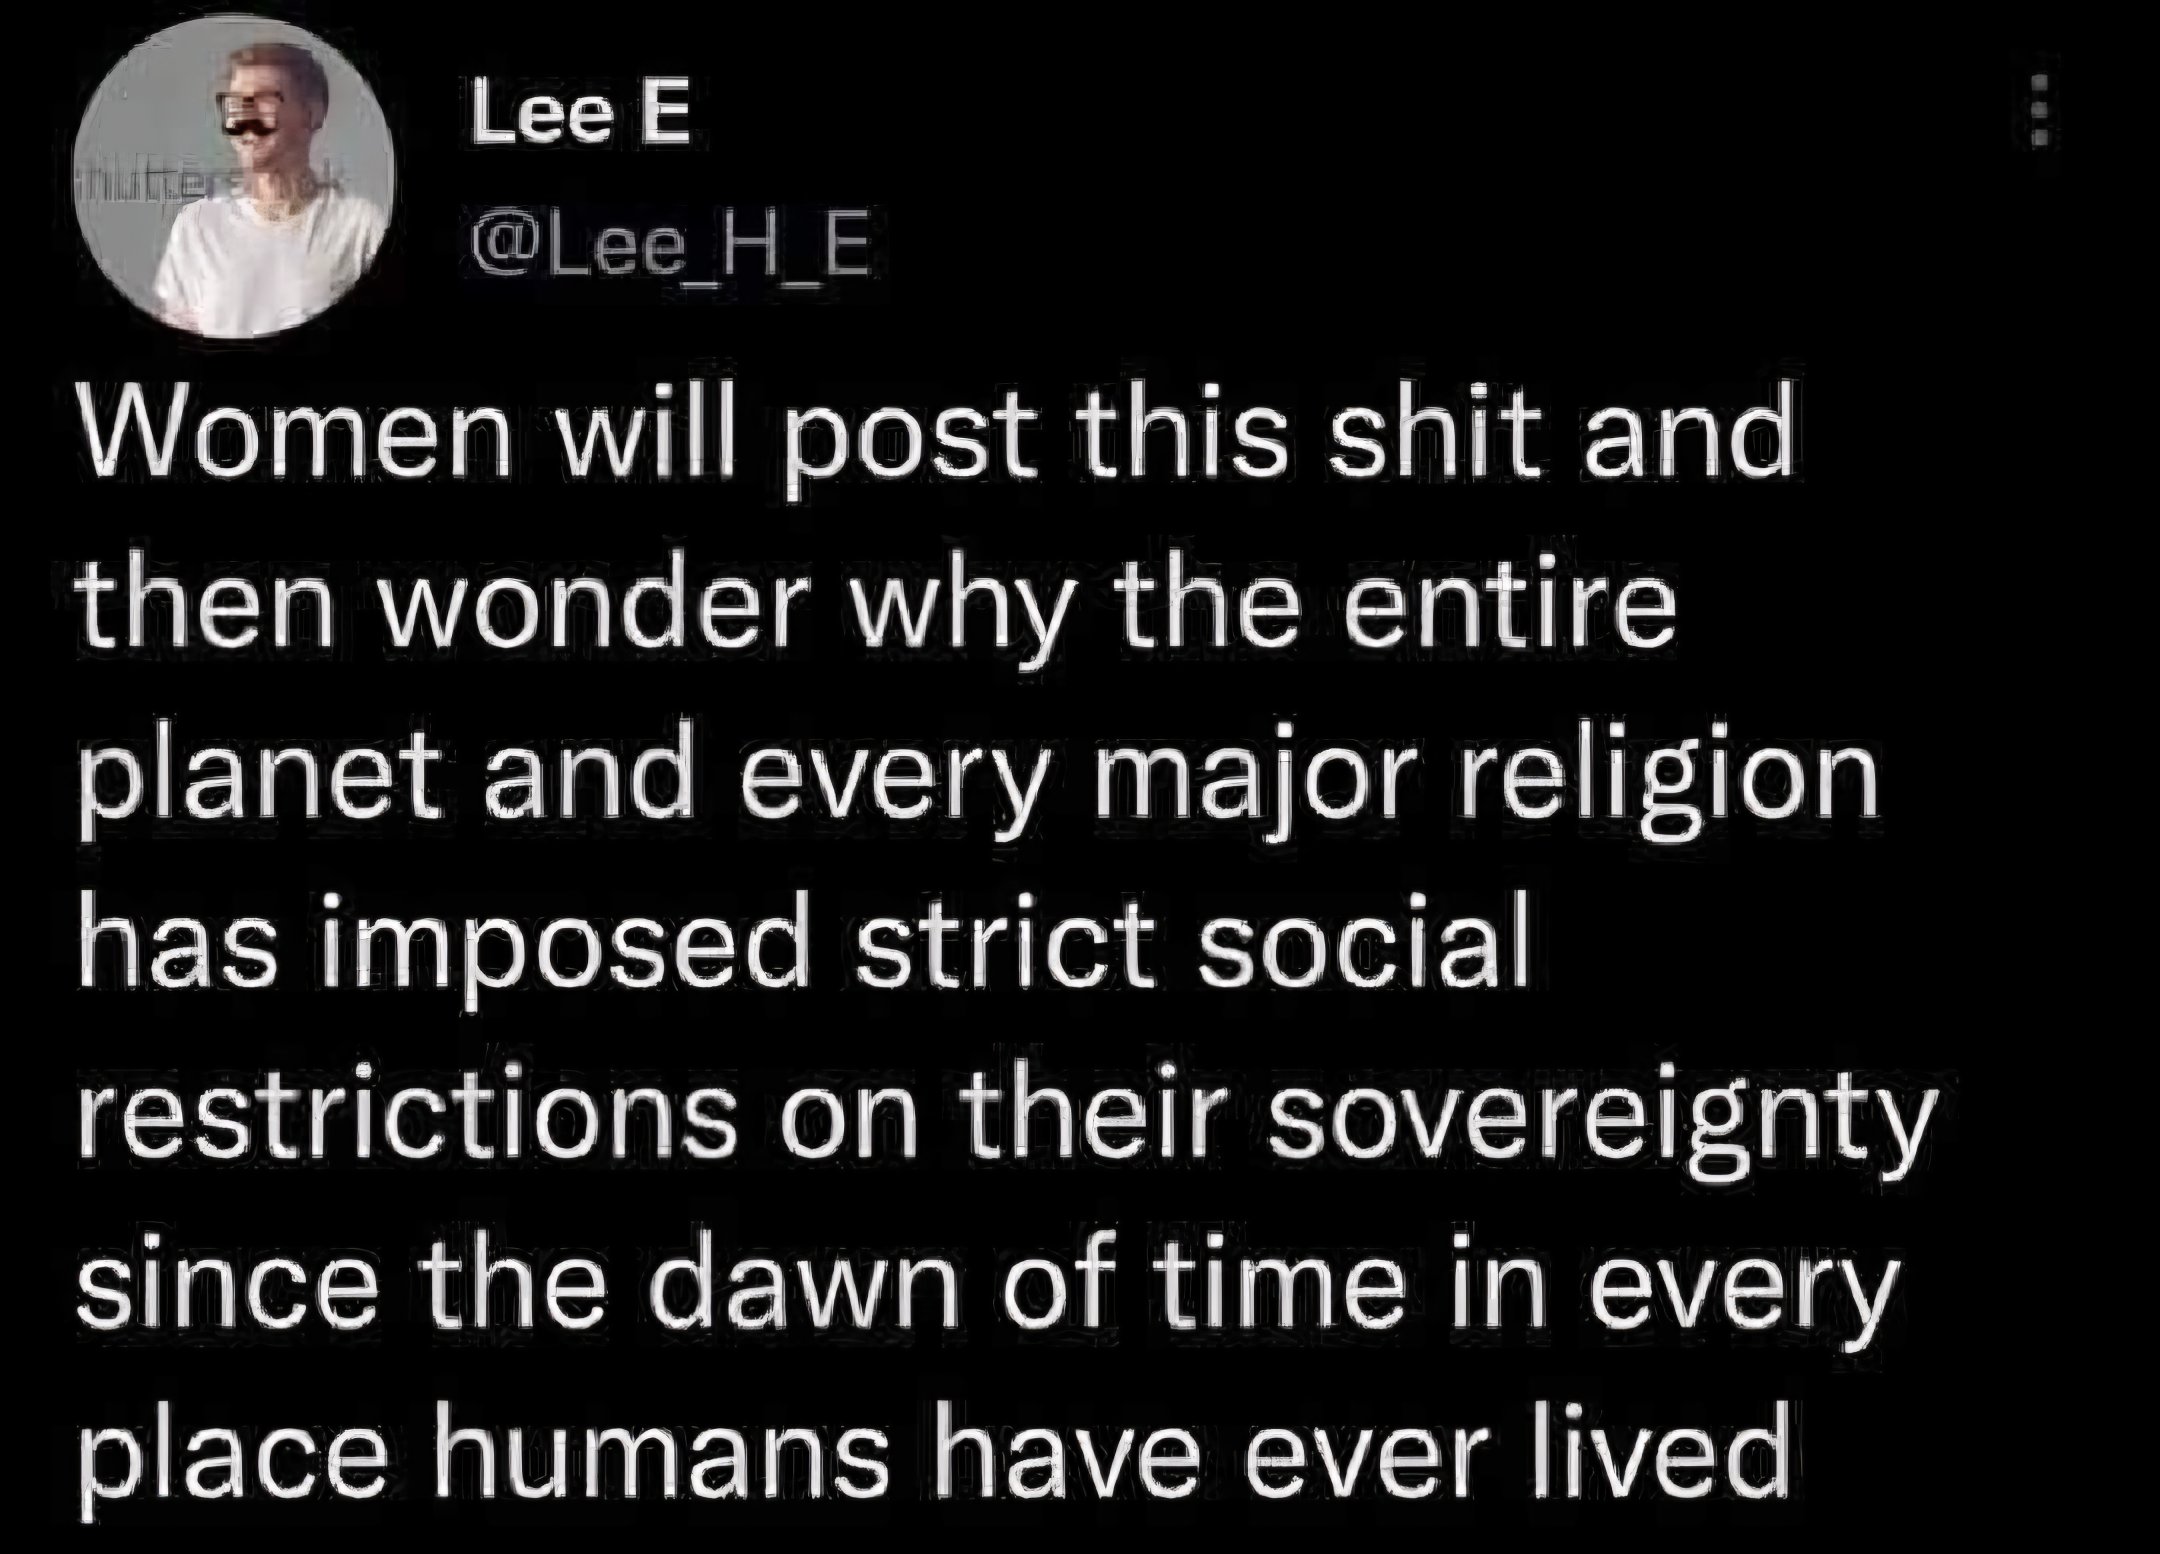 Lee E
@Lee_H_E
Women will post this shit and
then wonder why the entire
planet and every major religion
has imposed strict social
restrictions on their sovereignty
since the dawn of time in every
place humans have ever lived